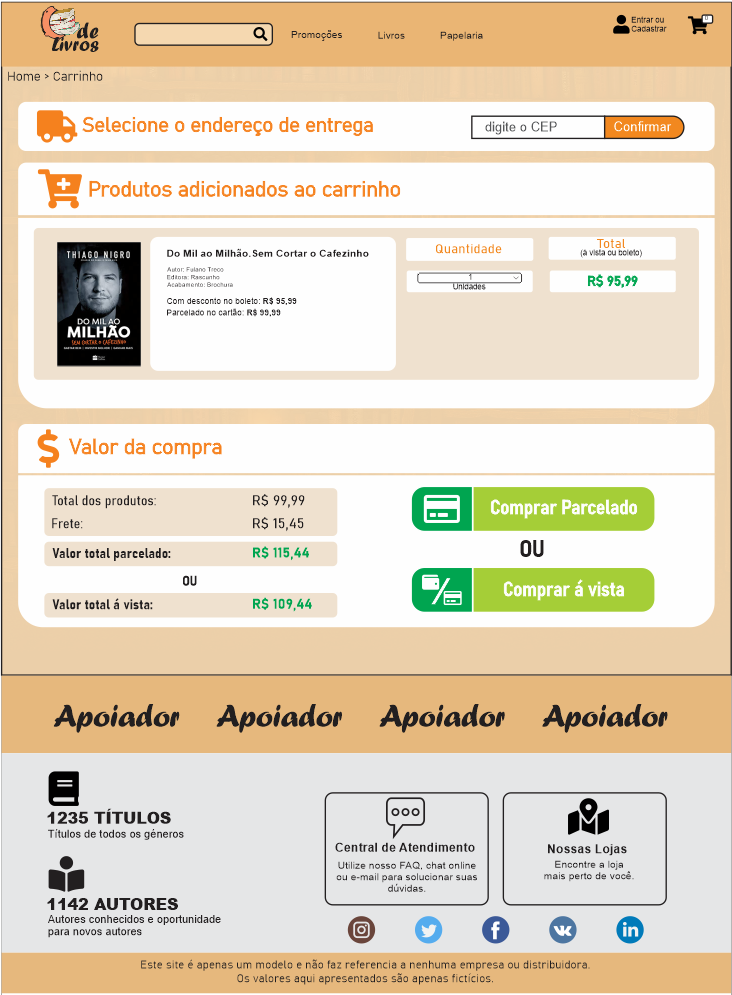 de
Livros
Promoções
Livros
Papelaria
Entrar ou
Cadastrar
Home > Carrinho
Selecione o endereço de entrega
digite o CEP
Confirmar
Produtos adicionados ao carrinho
THIAGO NIGRO
DO MIL AO
MILHÃO
SEM CORTAR O CAFEZINHO
Do Mil ao Milhão.Sem Cortar o Cafezinho
Autor: Fulano Treco
Editora: Rascunho
Acabamento: Brochura
Com desconto no boleto: R$ 95,99
Parcelado no cartão: R$ 99,99
Quantidade
1
Unidades
Total
(à vista ou boleto)
R$ 95,99
Valor da compra
Total dos produtos: R$ 99,99
Frete: R$ 15,45
Valor total parcelado: R$ 115,44
OU
Valor total á vista: R$ 109,44
Comprar Parcelado
OU
Comprar á vista
Apoiador Apoiador Apoiador Apoiador
1235 TÍTULOS
Títulos de todos os géneros
1142 AUTORES
Autores conhecidos e oportunidade
para novos autores
Central de Atendimento
Utilize nosso FAQ, chat online
ou e-mail para solucionar suas
dúvidas.
Nossas Lojas
Encontre a loja
mais perto de você.
Este site é apenas um modelo e não faz referencia a nenhuma empresa ou distribuidora.
Os valores aqui apresentados são apenas fictícios.